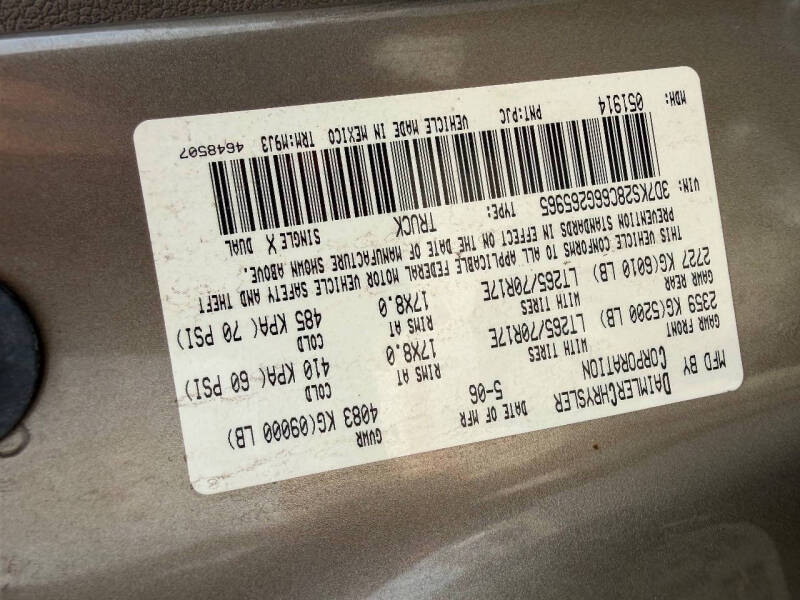 MFD BY DAIMLERCHRYSLER CORPORATION DATE OF MFR 5-06 GVWR 4083 KG(09000 LB)
GAWR FRONT WITH TIRES RIMS AT COLD
2359 KG(5200 LB) LT265/70R17E 17X8.0 410 KPA( 60 PSI)
GAWR REAR WITH TIRES RIMS AT COLD
2727 KG(6010 LB) LT265/70R17E 17X8.0 485 KPA( 70 PSI)
THIS VEHICLE CONFORMS TO ALL APPLICABLE FEDERAL MOTOR VEHICLE SAFETY AND THEFT
PREVENTION STANDARDS IN EFFECT ON THE DATE OF MANUFACTURE SHOWN ABOVE.
VIN: 3D7KS28C66G265965 TYPE: TRUCK SINGLE X DUAL
MDH: 051914 PNT:PJC VEHICLE MADE IN MEXICO TRM:M9J3 4648507